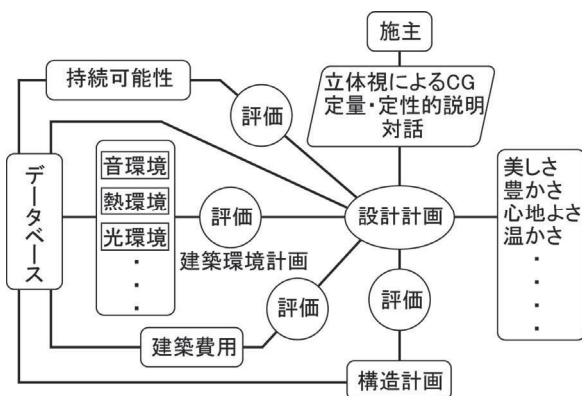 施主
立体視によるCG
定量・定性的説明
対話
持続可能性
評価
データベース
音環境
熱環境
光環境
・
・
・
評価
建築環境計画
設計計画
美しさ
豊かさ
心地よさ
温かさ
・
・
・
・
評価
評価
建築費用
構造計画